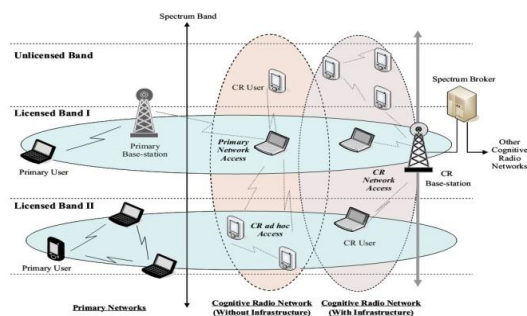 Spectrum Band
Unlicensed Band
CR User
Spectrum Broker
Licensed Band I
Primary
Base-station
Primary
Network
Access
CR
Network
Access
Primary User
CR
Base-station
Other
Cognitive
Radio
Networks
Licensed Band II
CR ad hoc
Access
CR User
Primary User
Primary Networks
Cognitive Radio Network
(Without Infrastructure)
Cognitive Radio Network
(With Infrastructure)